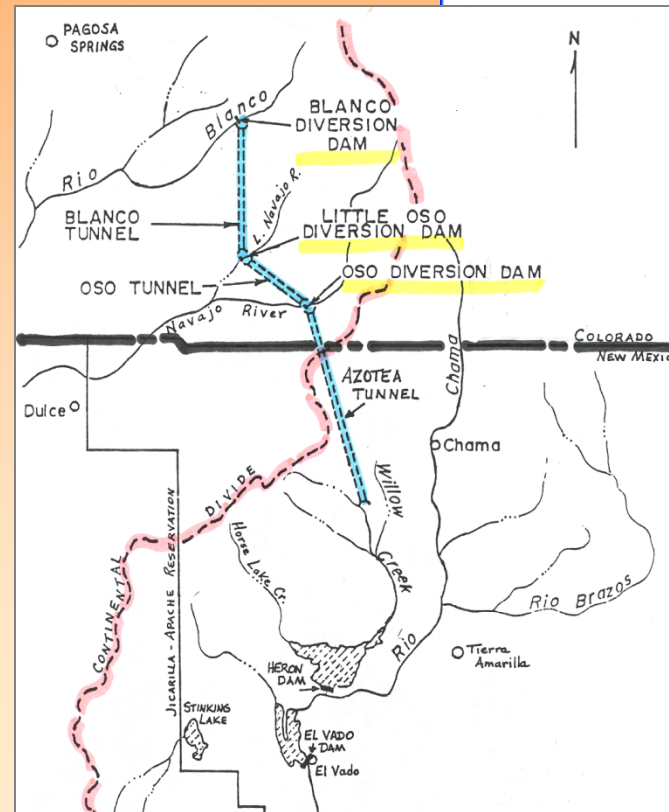 PAGOSA
SPRINGS
N
BLANCO
DIVERSION
DAM
Rio Blanco
BLANCO
TUNNEL
L. Navajo R.
LITTLE OSO
DIVERSION DAM
OSO TUNNEL
OSO DIVERSION DAM
Navajo River
COLORADO
NEW MEXIC
AZOTEA
TUNNEL
Dulce
Chama
Chama
Willow
Creek
CONTINENTAL DIVIDE
JICARILLA - APACHE RESERVATION
Horse Lake Cr.
Rio Brazos
Río
Tierra
Amarilla
HERON
DAM
STINKING
LAKE
EL VADO
DAM
El Vado